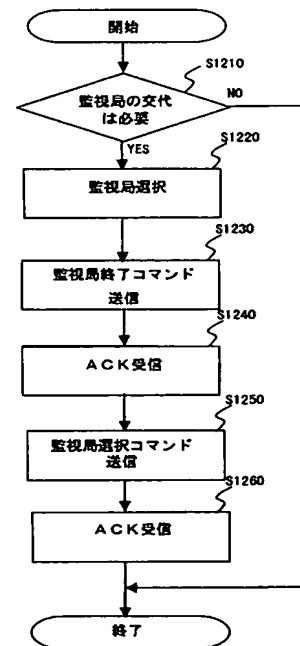 開始
S1210
監視局の交代
は必要
NO
YES
S1220
監視局選択
S1230
監視局終了コマンド
送信
S1240
ACK受信
S1250
監視局選択コマンド
送信
S1260
ACK受信
終了